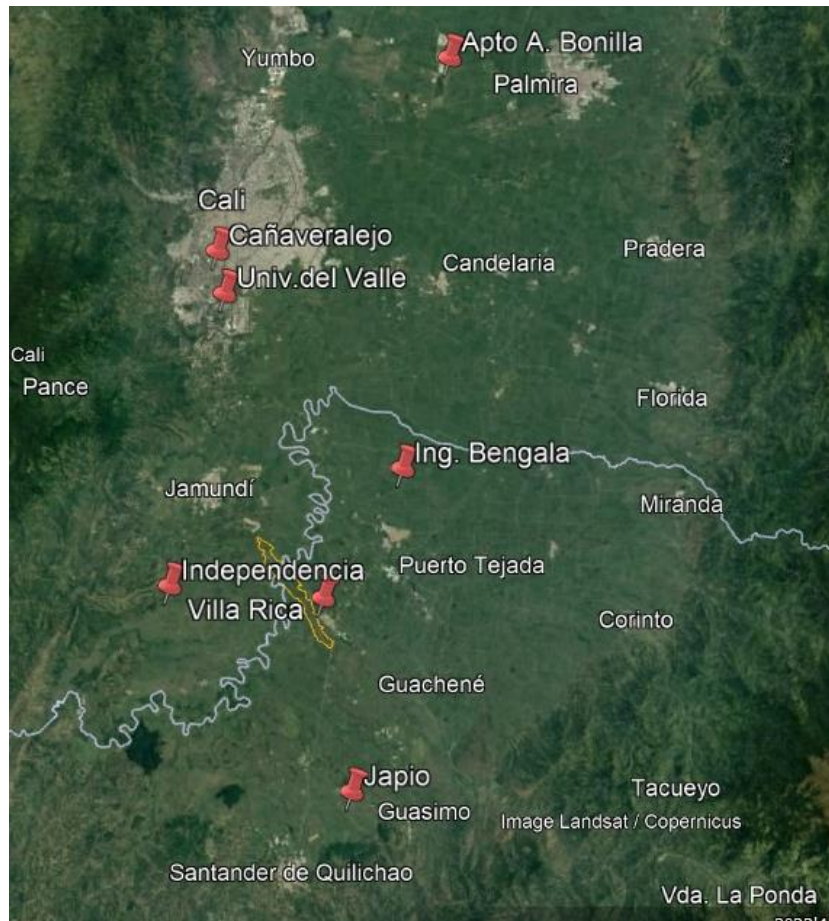 Apto A. Bonilla
Yumbo
Palmira
Cali
Cañaveralejo
Pradera
Candelaria
Univ.del Valle
Cali
Pance
Florida
Ing. Bengala
Jamundí
Miranda
Puerto Tejada
Independencia
Villa Rica
Corinto
Guachené
Japio
Tacueyo
Guasimo
Image Landsat / Copernicus
Santander de Quilichao
Vda. La Ponda